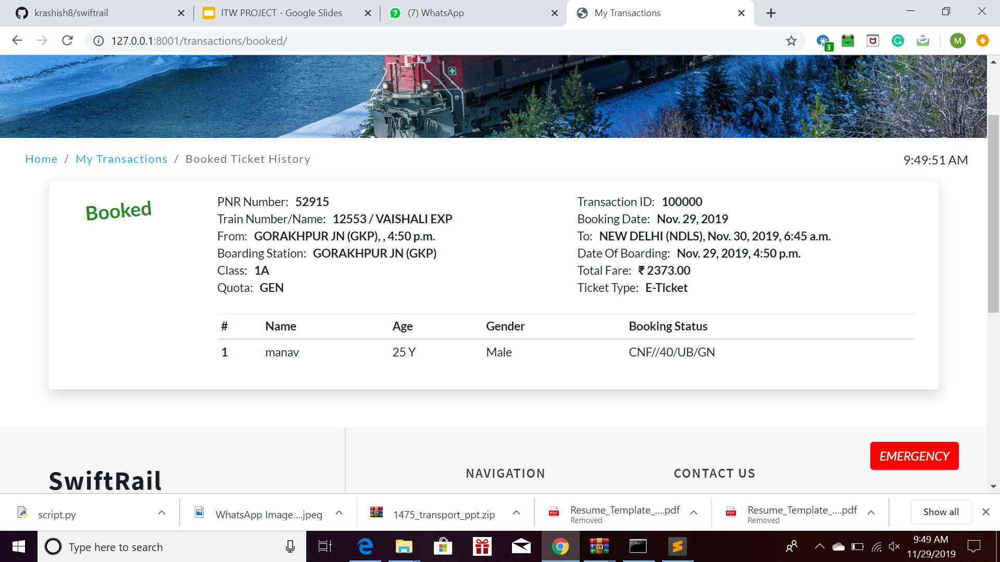 krashish8/swiftrail
ITW PROJECT - Google Slides
7
(7) WhatsApp
My Transactions
127.0.0.1:8001/transactions/booked/
3
G
M
Home / My Transactions / Booked Ticket History
9:49:51 AM
Booked
PNR Number: 52915
Transaction ID: 100000
Train Number/Name: 12553 / VAISHALI EXP
Booking Date: Nov. 29, 2019
From: GORAKHPUR JN (GKP), , 4:50 p.m.
To: NEW DELHI (NDLS), Nov. 30, 2019, 6:45 a.m.
Boarding Station: GORAKHPUR JN (GKP)
Date Of Boarding: Nov. 29, 2019, 4:50 p.m.
Class: 1A
Total Fare: ₹ 2373.00
Quota: GEN
Ticket Type: E-Ticket
# Name Age Gender Booking Status
1 manav 25 Y Male CNF//40/UB/GN
EMERGENCY
SwiftRail
NAVIGATION
CONTACT US
script.py
WhatsApp Image....jpeg
1475_transport_ppt.zip
PDF
Resume_Template_....pdf
Removed
PDF
Resume_Template_....pdf
Removed
Show all
Type here to search
9:49 AM
11/29/2019